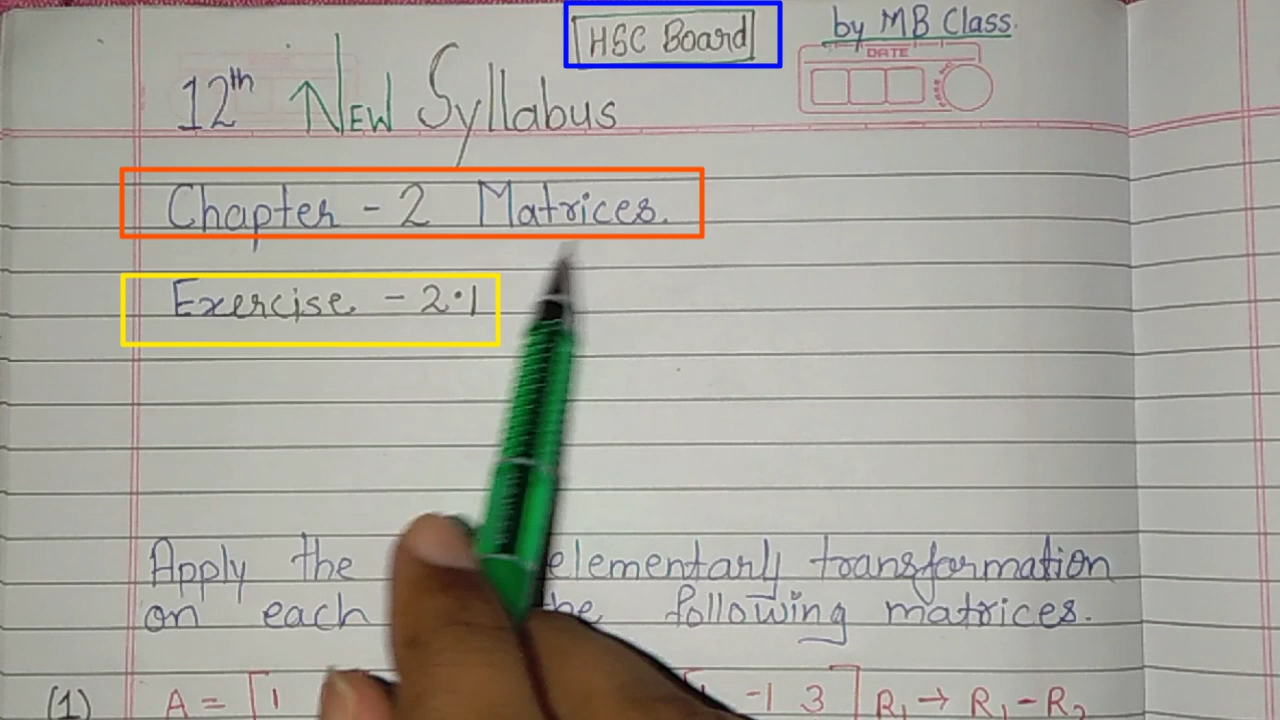 HSC Board
by MB Class.
DATE
12th NEW Syllabus
Chapter - 2 Matrices.
Exercise - 2.1
Apply the elementary transformation
on each the following matrices.
(1) A = [1 -1 3] R₁ → R₁ - R₂